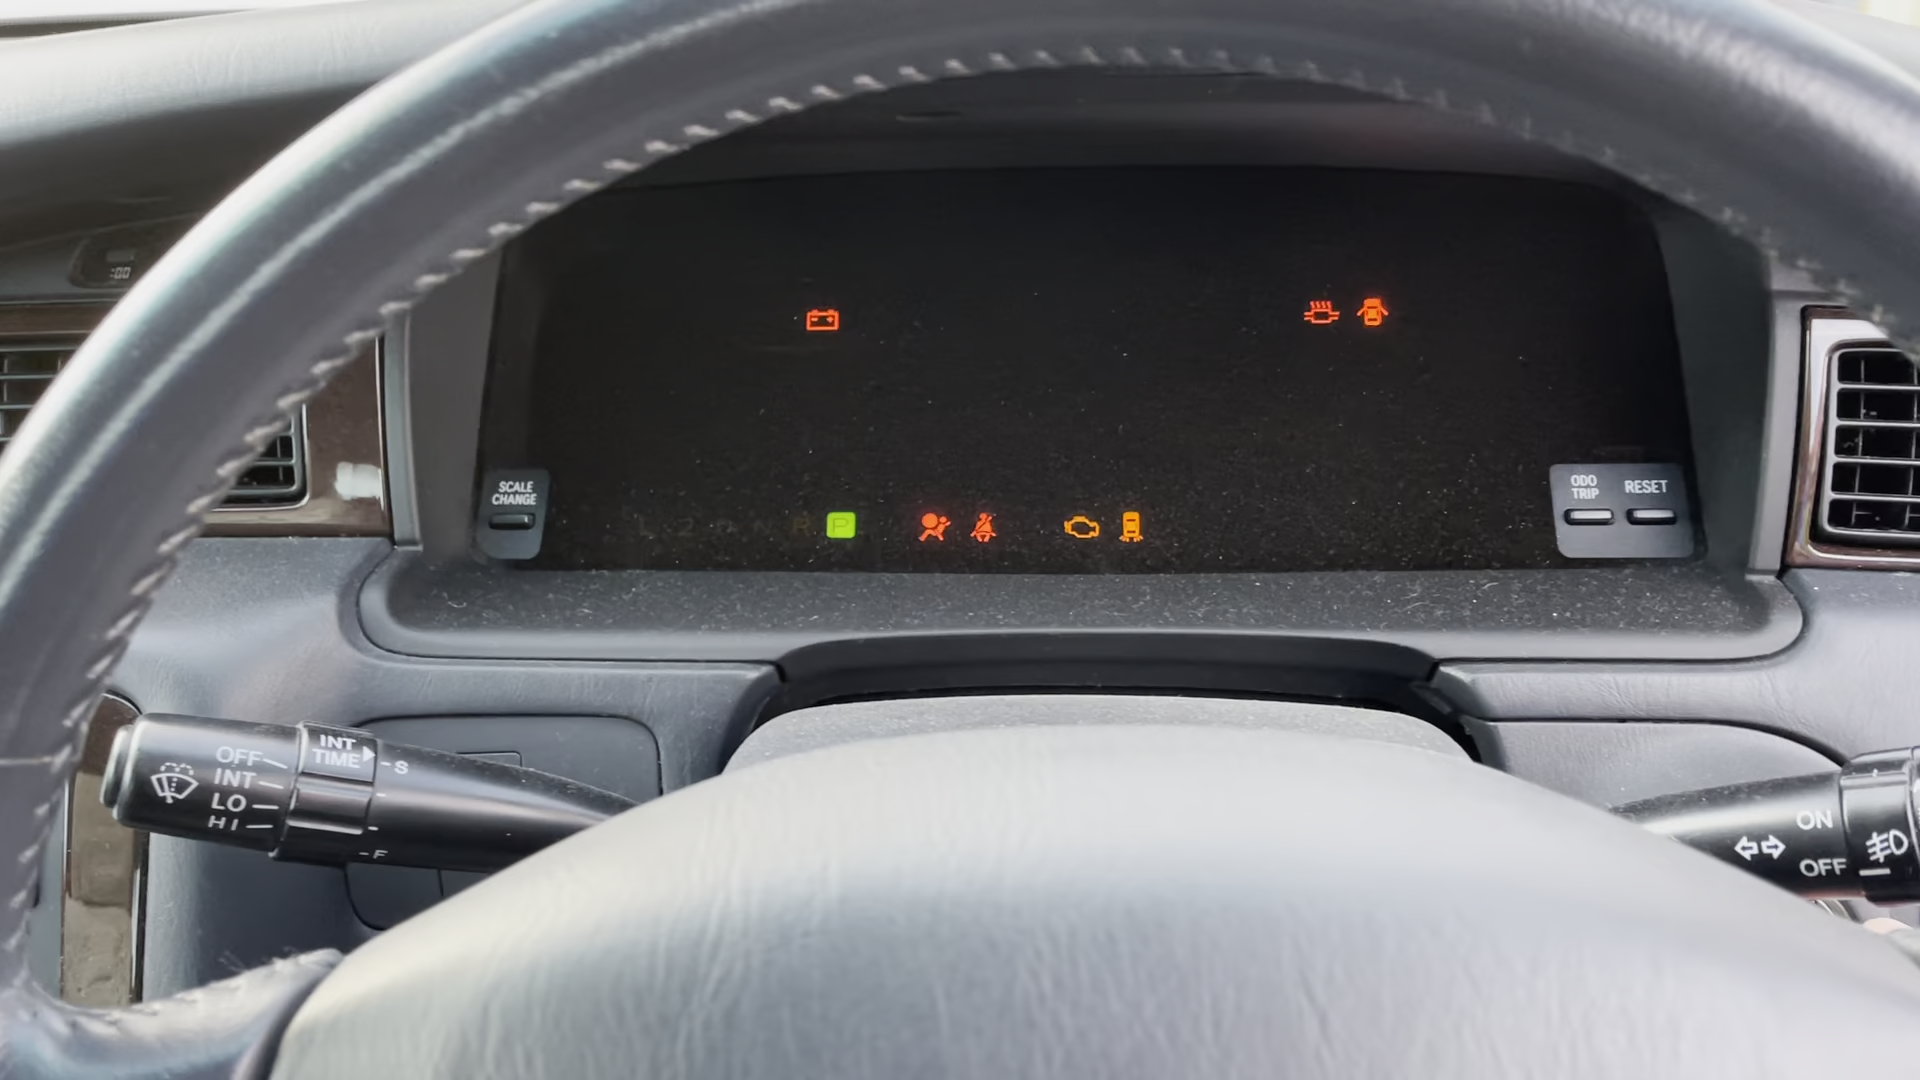 SCALE
CHANGE
ODO
TRIP
RESET
R
P
OFF
INT
LO
HI
INT
TIME
S
F
ON
OFF